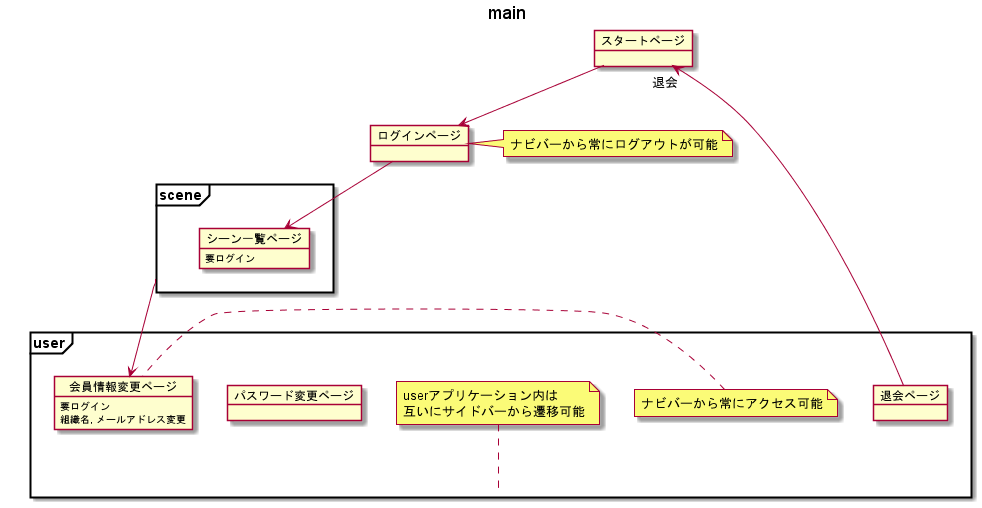 main
スタートページ
退会
ログインページ
ナビバーから常にログアウトが可能
scene
シーン一覧ページ
要ログイン
user
会員情報変更ページ
要ログイン
組織名, メールアドレス変更
パスワード変更ページ
userアプリケーション内は
互いにサイドバーから遷移可能
ナビバーから常にアクセス可能
退会ページ